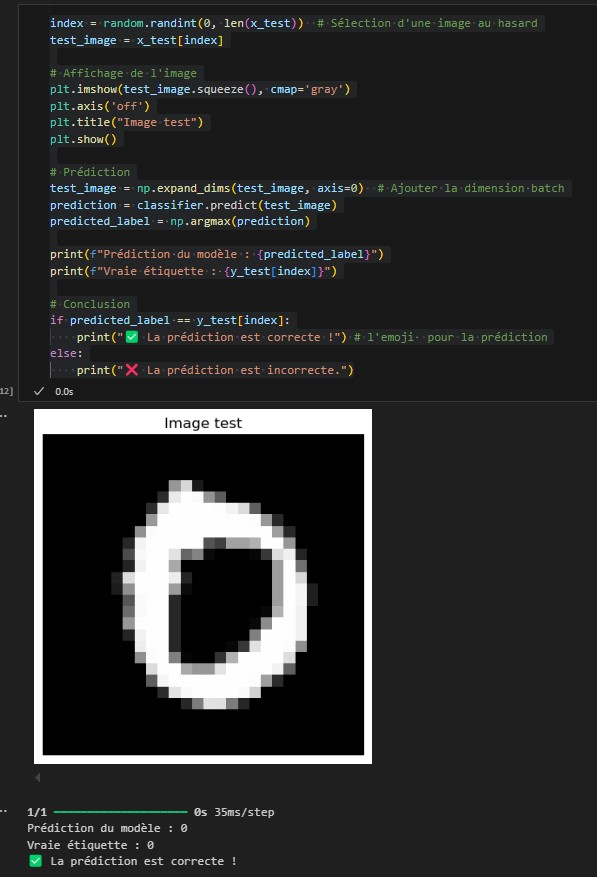 index = random.randint(0, len(x_test))  # Sélection d'une image au hasard
test_image = x_test[index]
# Affichage de l'image
plt.imshow(test_image.squeeze(), cmap='gray')
plt.axis('off')
plt.title("Image test")
plt.show()
# Prédiction
test_image = np.expand_dims(test_image, axis=0)  # Ajouter la dimension batch
prediction = classifier.predict(test_image)
predicted_label = np.argmax(prediction)
print(f"Prédiction du modèle : {predicted_label}")
print(f"Vraie étiquette : {y_test[index]}")
# Conclusion
if predicted_label == y_test[index]:
    print("✅ La prédiction est correcte !") # l'emoji  pour la prédiction
else:
    print("❌ La prédiction est incorrecte.")
12]
0.0s
Image test
0
1/1 ━━━━━━━━━━━━━━━━━━━━ 0s 35ms/step
Prédiction du modèle : 0
Vraie étiquette : 0
✅ La prédiction est correcte !